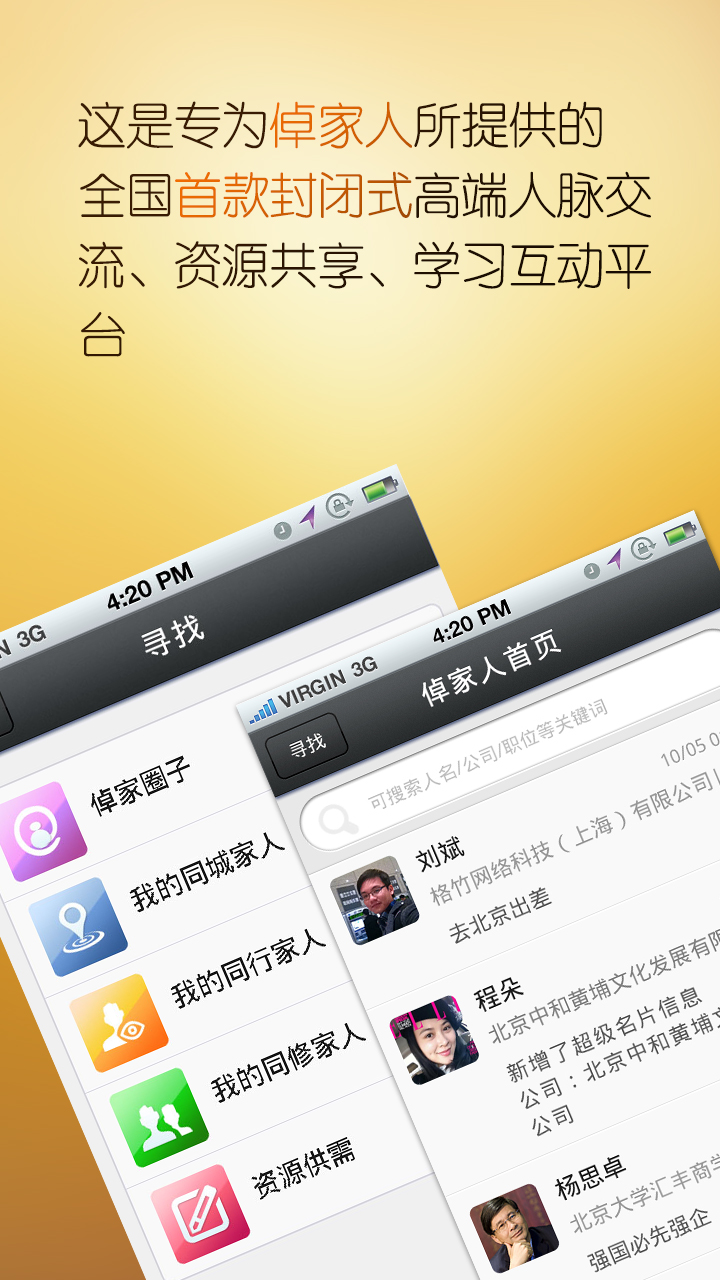 这是专为倬家人所提供的
全国首款封闭式高端人脉交
流、资源共享、学习互动平
台
N 3G
4:20 PM
寻找
倬家圈子
我的同城家人
我的同行家人
我的同修家人
资源供需
VIRGIN 3G
4:20 PM
寻找
倬家人首页
可搜索人名/公司/职位等关键词
10/05 0
刘斌
格竹网络科技（上海）有限公司
去北京出差
程朵
北京中和黄埔文化发展有限
新增了超级名片信息
公司：北京中和黄埔文
公司
杨思卓
北京大学汇丰商学
强国必先强企